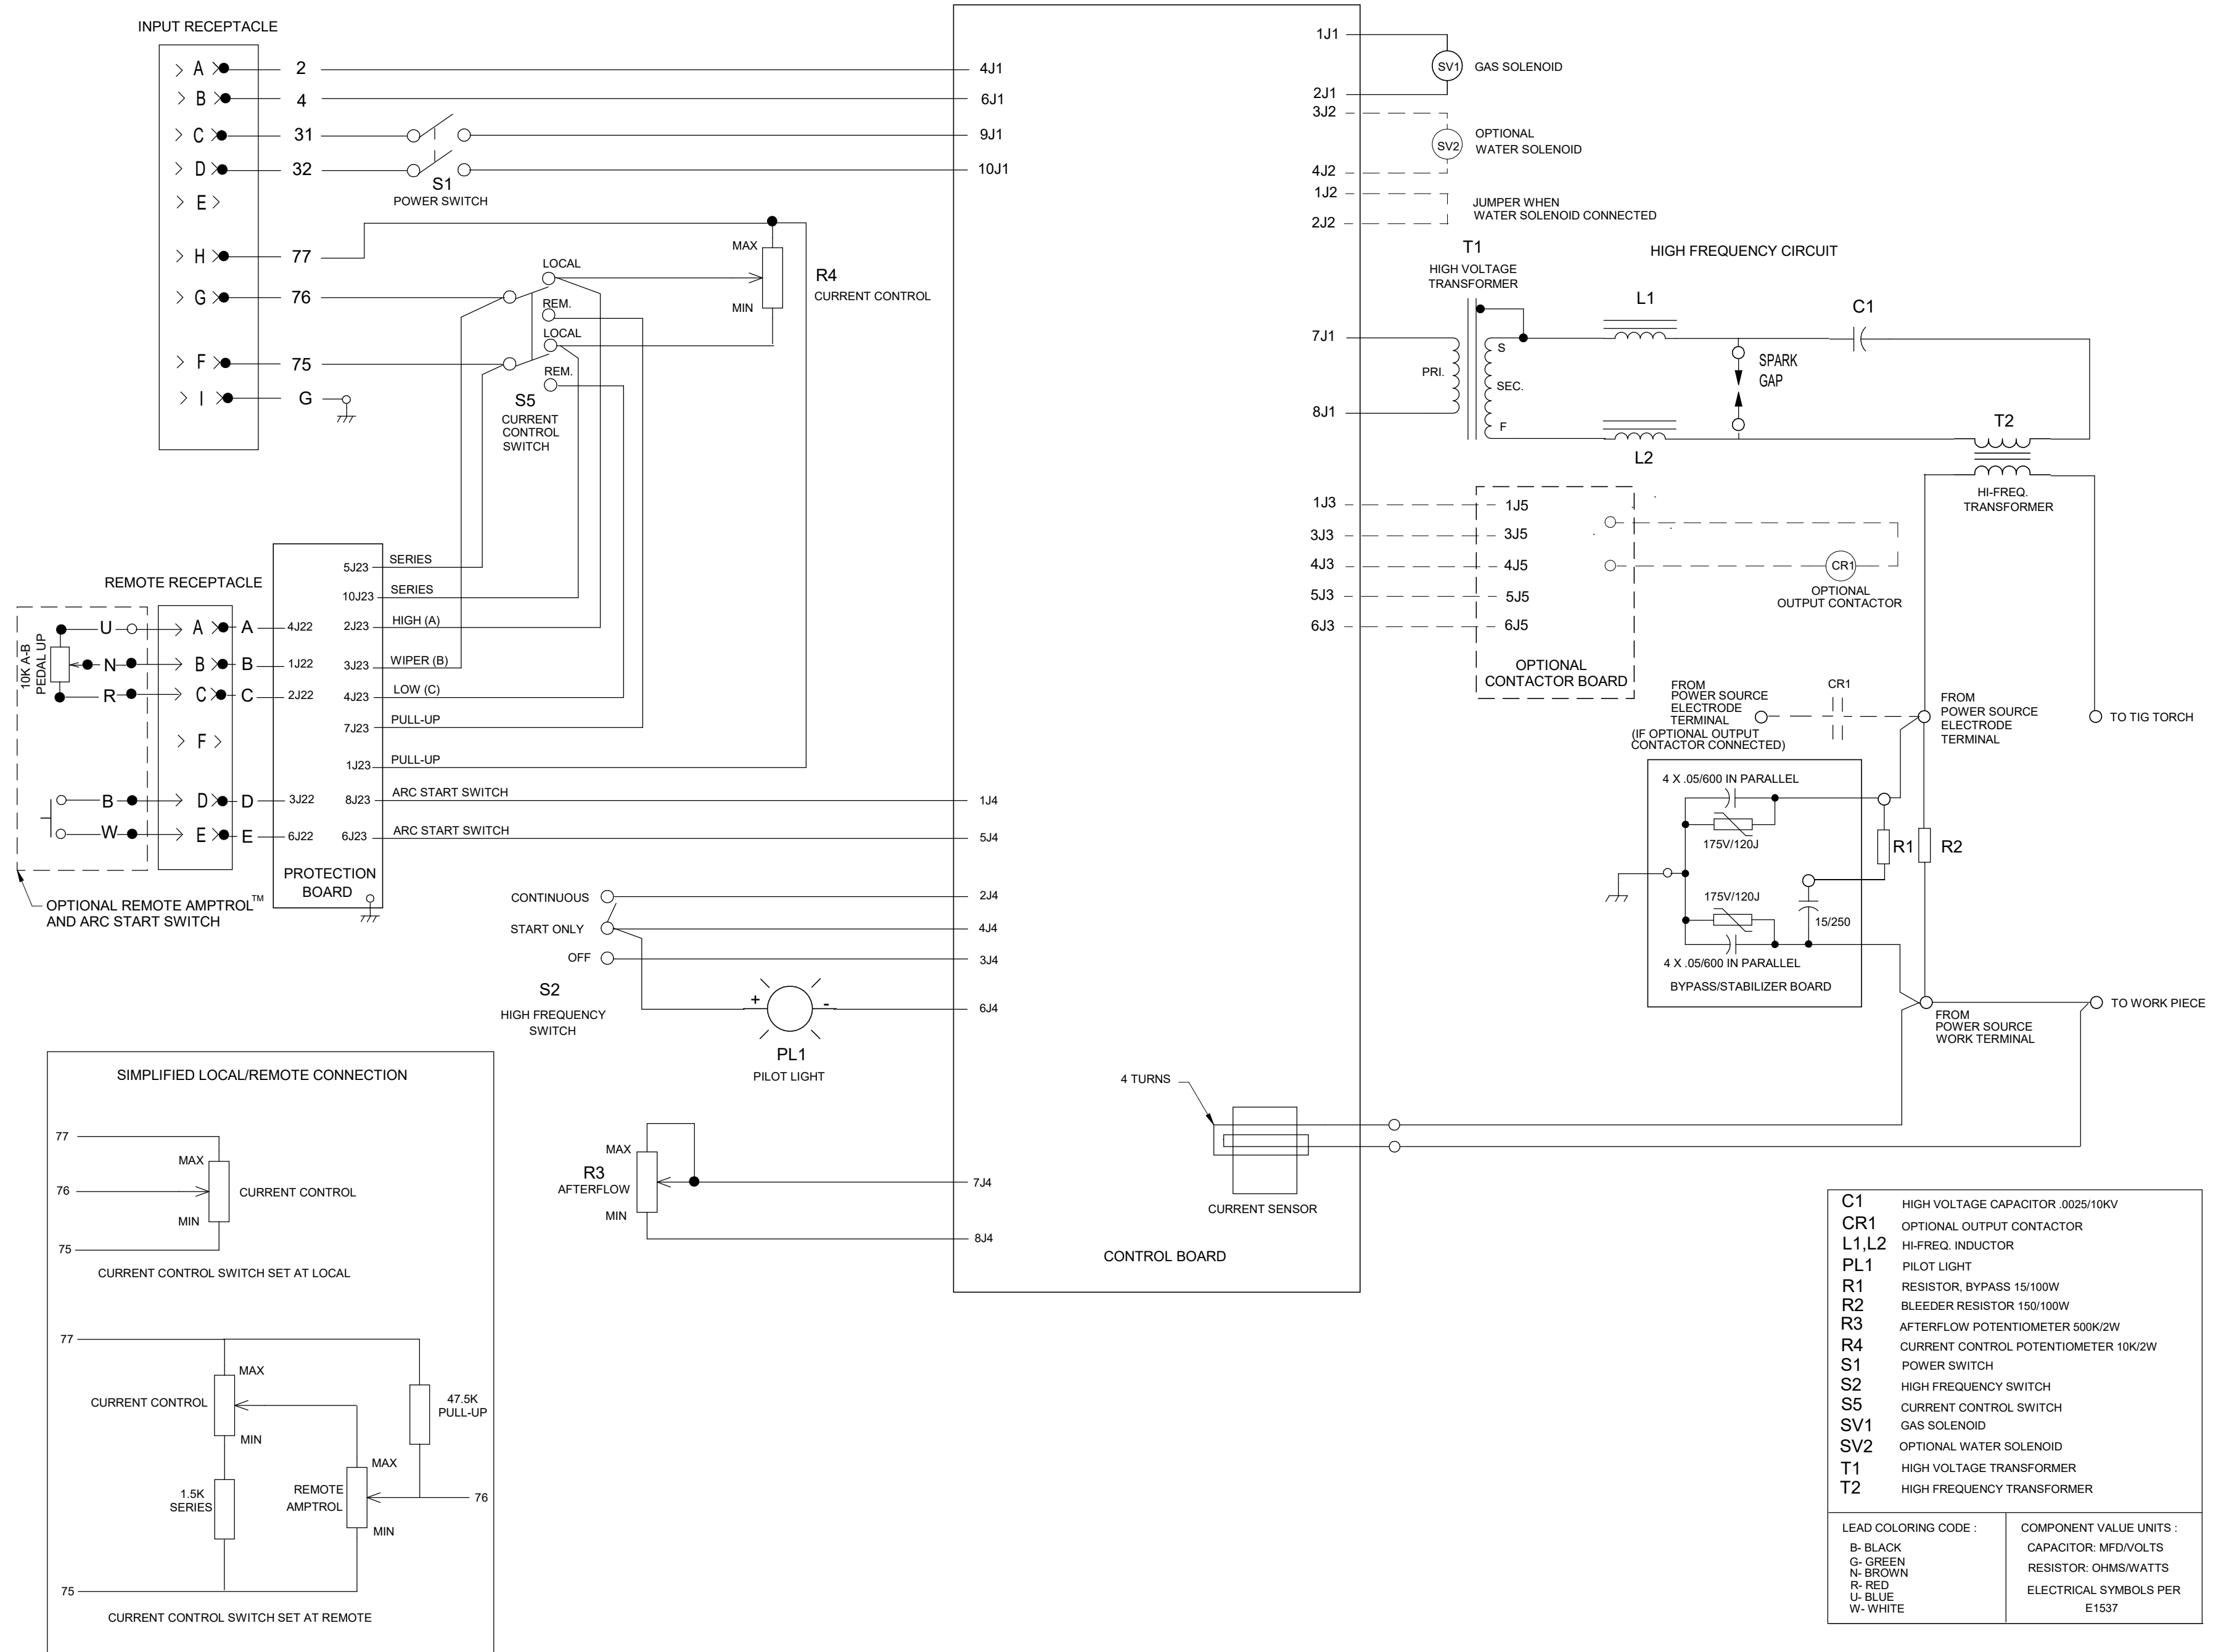 INPUT RECEPTACLE
A 2 4J1
B 4 6J1
C 31 9J1
D 32 10J1
E
H 77
G 76
F 75
I G
S1
POWER SWITCH
LOCAL
REM.
LOCAL
REM.
S5
CURRENT
CONTROL
SWITCH
MAX
MIN
R4
CURRENT CONTROL
REMOTE RECEPTACLE
10K A-B
PEDAL UP
U A A 4J22
N B B 1J22
R C C 2J22
F
B D D 3J22
W E E 6J22
5J23 SERIES
10J23 SERIES
2J23 HIGH (A)
3J23 WIPER (B)
4J23 LOW (C)
7J23 PULL-UP
1J23 PULL-UP
8J23 ARC START SWITCH 1J4
6J23 ARC START SWITCH 5J4
PROTECTION
BOARD
OPTIONAL REMOTE AMPTROL TM
AND ARC START SWITCH
CONTINUOUS 2J4
START ONLY 4J4
OFF 3J4
S2
HIGH FREQUENCY
SWITCH
+ - 6J4
PL1
PILOT LIGHT
MAX
R3
AFTERFLOW
MIN
7J4
8J4
CONTROL BOARD
4 TURNS
CURRENT SENSOR
1J1
SV1 GAS SOLENOID
2J1
3J2
SV2
OPTIONAL
WATER SOLENOID
4J2
1J2
JUMPER WHEN
WATER SOLENOID CONNECTED
2J2
T1
HIGH VOLTAGE
TRANSFORMER
HIGH FREQUENCY CIRCUIT
7J1
PRI.
8J1
S
SEC.
F
L1
L2
C1
SPARK
GAP
T2
HI-FREQ.
TRANSFORMER
1J3 1J5
3J3 3J5
4J3 4J5
5J3 5J5
6J3 6J5
OPTIONAL
CONTACTOR BOARD
CR1
OPTIONAL
OUTPUT CONTACTOR
FROM
POWER SOURCE
ELECTRODE
TERMINAL
(IF OPTIONAL OUTPUT
CONTACTOR CONNECTED)
CR1
FROM
POWER SOURCE
ELECTRODE
TERMINAL
TO TIG TORCH
4 X .05/600 IN PARALLEL
175V/120J
175V/120J
15/250
4 X .05/600 IN PARALLEL
BYPASS/STABILIZER BOARD
R1
R2
FROM
POWER SOURCE
WORK TERMINAL
TO WORK PIECE
SIMPLIFIED LOCAL/REMOTE CONNECTION
77
MAX
76
CURRENT CONTROL
MIN
75
CURRENT CONTROL SWITCH SET AT LOCAL
77
MAX
CURRENT CONTROL
MIN
47.5K
PULL-UP
1.5K
SERIES
MAX
REMOTE
AMPTROL
MIN
76
75
CURRENT CONTROL SWITCH SET AT REMOTE
C1 HIGH VOLTAGE CAPACITOR .0025/10KV
CR1 OPTIONAL OUTPUT CONTACTOR
L1,L2 HI-FREQ. INDUCTOR
PL1 PILOT LIGHT
R1 RESISTOR, BYPASS 15/100W
R2 BLEEDER RESISTOR 150/100W
R3 AFTERFLOW POTENTIOMETER 500K/2W
R4 CURRENT CONTROL POTENTIOMETER 10K/2W
S1 POWER SWITCH
S2 HIGH FREQUENCY SWITCH
S5 CURRENT CONTROL SWITCH
SV1 GAS SOLENOID
SV2 OPTIONAL WATER SOLENOID
T1 HIGH VOLTAGE TRANSFORMER
T2 HIGH FREQUENCY TRANSFORMER
LEAD COLORING CODE :
B- BLACK
G- GREEN
N- BROWN
R- RED
U- BLUE
W- WHITE
COMPONENT VALUE UNITS :
CAPACITOR: MFD/VOLTS
RESISTOR: OHMS/WATTS
ELECTRICAL SYMBOLS PER
E1537